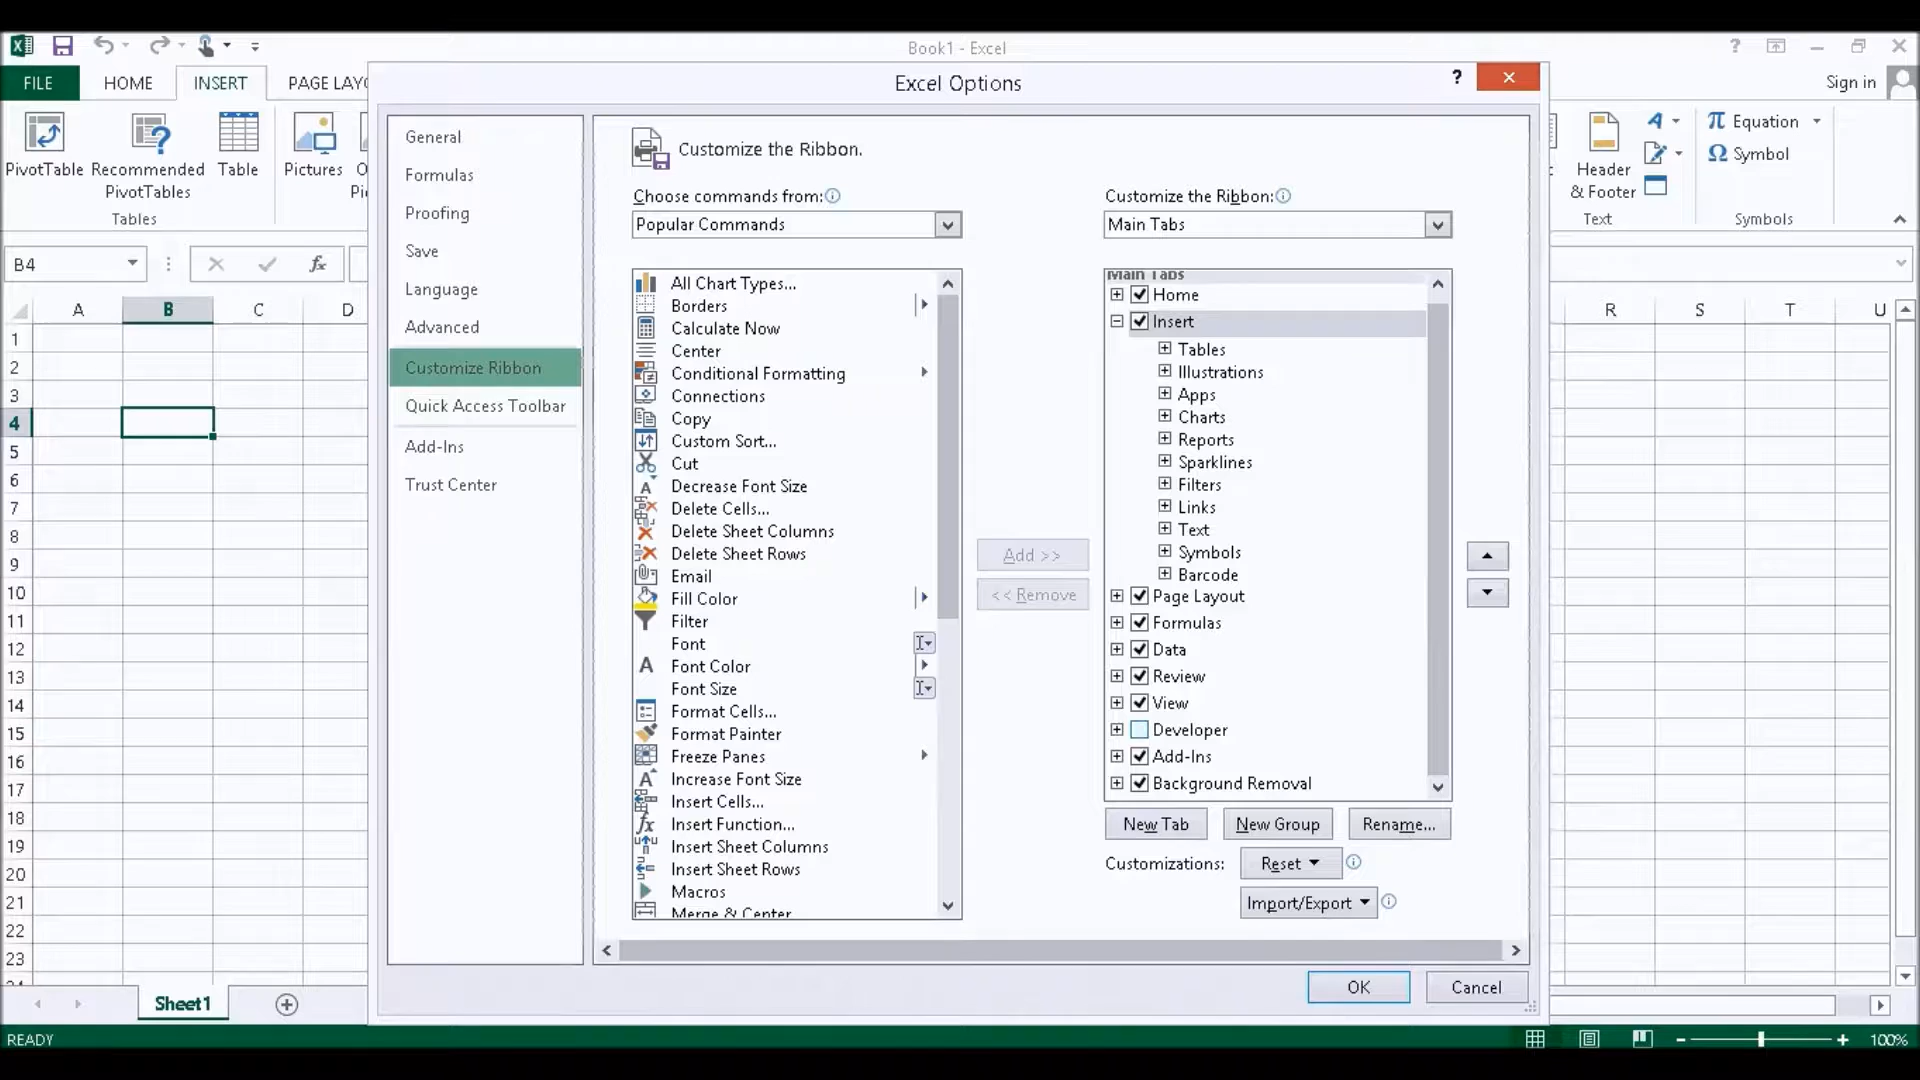 Book1 - Excel
?
FILE
HOME
INSERT
PAGE LAY
Sign in
PivotTable
Recommended
PivotTables
Table
Pictures
Tables
Header
& Footer
Text
Equation
Symbol
Symbols
B4
fx
A B C D R S T U
1
2
3
4
5
6
7
8
9
10
11
12
13
14
15
16
17
18
19
20
21
22
23
Sheet1
READY
100%
Excel Options
?
General
Formulas
Proofing
Save
Language
Advanced
Customize Ribbon
Quick Access Toolbar
Add-Ins
Trust Center
Customize the Ribbon.
Choose commands from:
Popular Commands
All Chart Types...
Borders
Calculate Now
Center
Conditional Formatting
Connections
Copy
Custom Sort...
Cut
Decrease Font Size
Delete Cells...
Delete Sheet Columns
Delete Sheet Rows
Email
Fill Color
Filter
Font
Font Color
Font Size
Format Cells...
Format Painter
Freeze Panes
Increase Font Size
Insert Cells...
Insert Function...
Insert Sheet Columns
Insert Sheet Rows
Macros
Merge & Center
Add >>
<< Remove
Customize the Ribbon:
Main Tabs
Main Tabs
Home
Insert
Tables
Illustrations
Apps
Charts
Reports
Sparklines
Filters
Links
Text
Symbols
Barcode
Page Layout
Formulas
Data
Review
View
Developer
Add-Ins
Background Removal
New Tab
New Group
Rename...
Customizations:
Reset
Import/Export
OK
Cancel